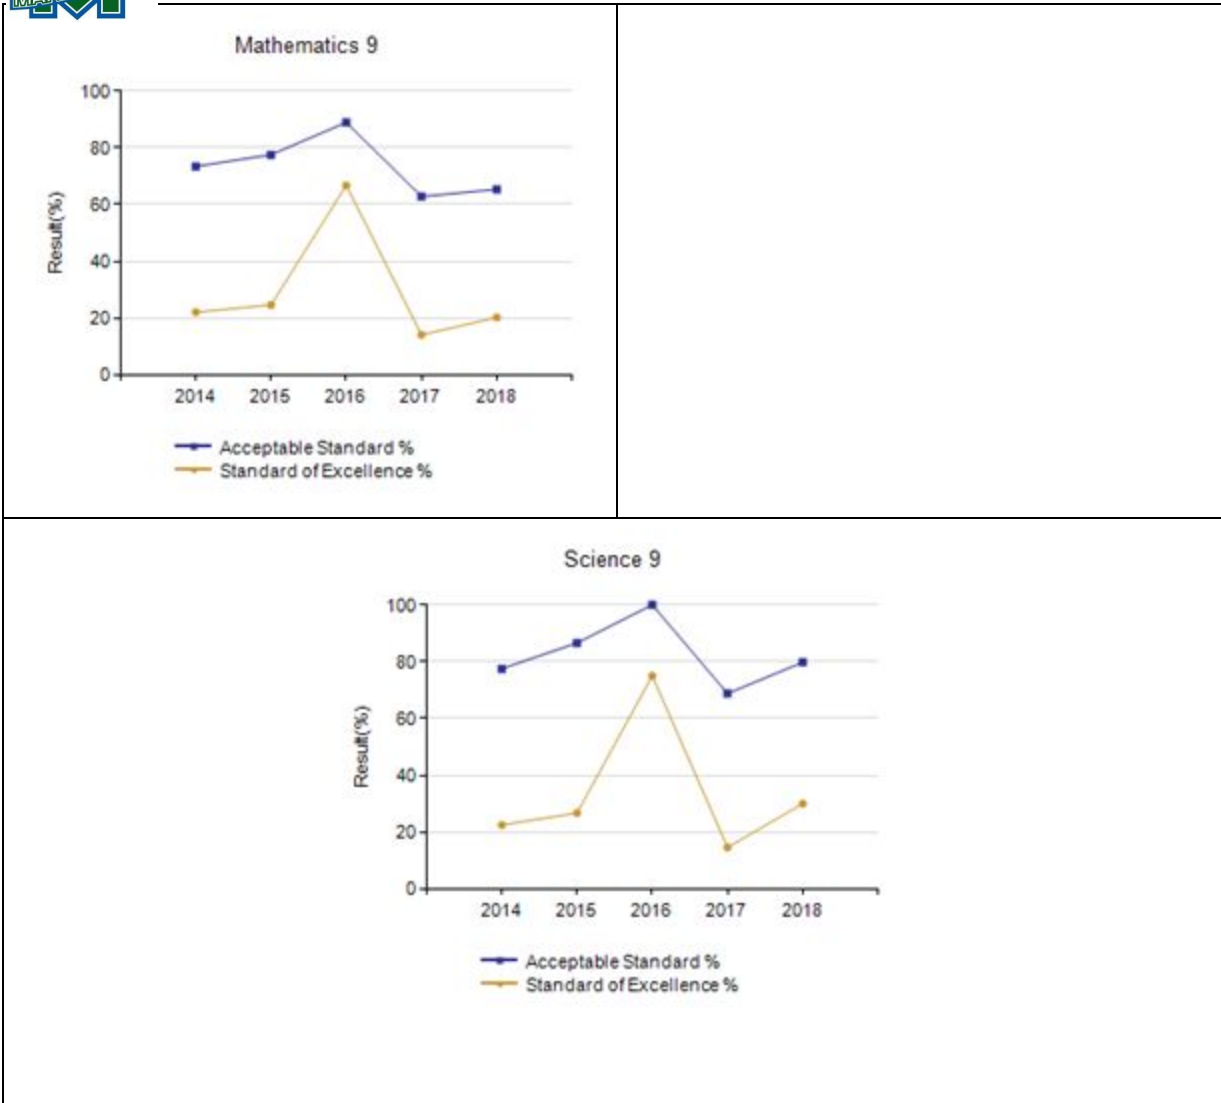 Mathematics 9
100
80
60
40
20
0
Result(%)
2014 2015 2016 2017 2018
Acceptable Standard %
Standard of Excellence %
Science 9
100
80
60
40
20
0
Result(%)
2014 2015 2016 2017 2018
Acceptable Standard %
Standard of Excellence %